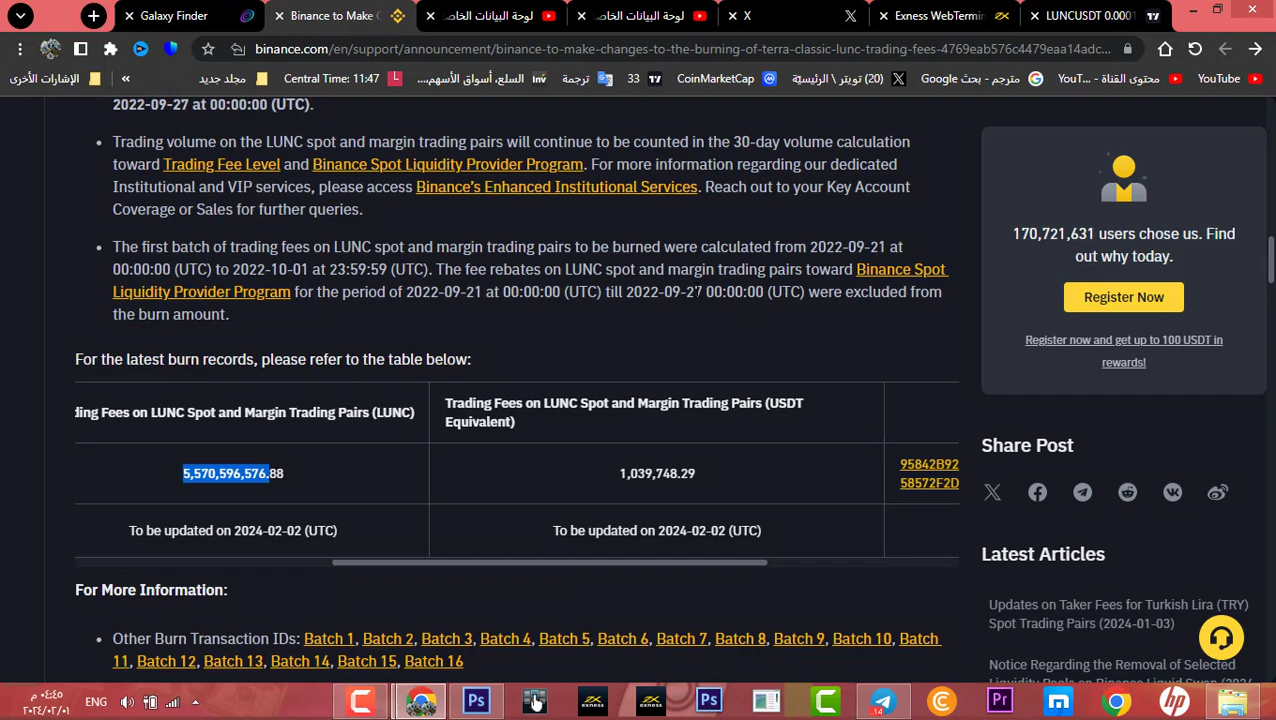 Galaxy Finder
Binance to Make C
لوحة البيانات الخاص
لوحة البيانات الخاص
X
Exness WebTermin
LUNCUSDT 0.0001
binance.com/en/support/announcement/binance-to-make-changes-to-the-burning-of-terra-classic-lunc-trading-fees-4769eab576c4479eaa14adc...
الإشارات الأخرى
«
مجلد جديد
Central Time: 11:47
السلع، أسواق الأسهم,...
Inv
ترجمة
33
CoinMarketCap
(20) تويتر \ الرئيسيّة
مترجم - بحث Google
محتوى القناة - YouT...
YouTube
2022-09-27 at 00:00:00 (UTC).
• Trading volume on the LUNC spot and margin trading pairs will continue to be counted in the 30-day volume calculation
toward Trading Fee Level and Binance Spot Liquidity Provider Program. For more information regarding our dedicated
Institutional and VIP services, please access Binance's Enhanced Institutional Services. Reach out to your Key Account
Coverage or Sales for further queries.
• The first batch of trading fees on LUNC spot and margin trading pairs to be burned were calculated from 2022-09-21 at
00:00:00 (UTC) to 2022-10-01 at 23:59:59 (UTC). The fee rebates on LUNC spot and margin trading pairs toward Binance Spot
Liquidity Provider Program for the period of 2022-09-21 at 00:00:00 (UTC) till 2022-09-27 00:00:00 (UTC) were excluded from
the burn amount.
For the latest burn records, please refer to the table below:
ding Fees on LUNC Spot and Margin Trading Pairs (LUNC)
Trading Fees on LUNC Spot and Margin Trading Pairs (USDT
Equivalent)
5,570,596,576.88
1,039,748.29
95842B92
58572F2D
To be updated on 2024-02-02 (UTC)
To be updated on 2024-02-02 (UTC)
For More Information:
• Other Burn Transaction IDs: Batch 1, Batch 2, Batch 3, Batch 4, Batch 5, Batch 6, Batch 7, Batch 8, Batch 9, Batch 10, Batch
11, Batch 12, Batch 13, Batch 14, Batch 15, Batch 16
170,721,631 users chose us. Find
out why today.
Register Now
Register now and get up to 100 USDT in
rewards!
Share Post
Latest Articles
Updates on Taker Fees for Turkish Lira (TRY)
Spot Trading Pairs (2024-01-03)
Notice Regarding the Removal of Selected
٠٤:٤٥ م
٢٠٢٤/٠٢/٠١
ENG
Ps
exness
exness
Ps
14
Pr
hp